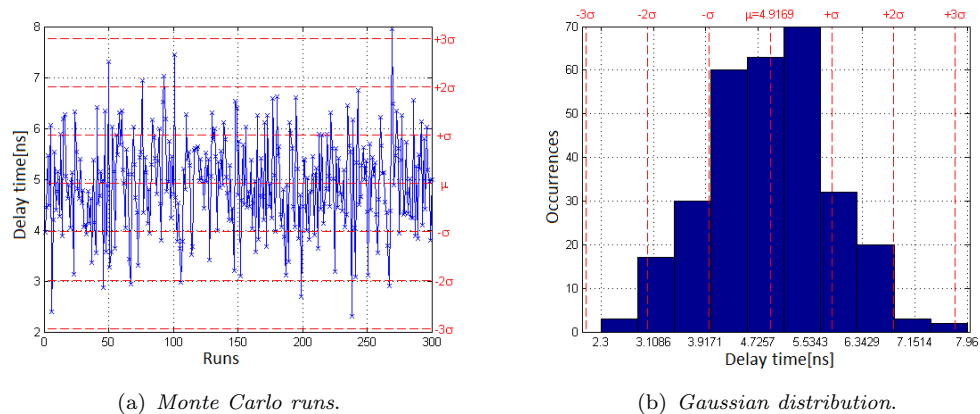 8
7
6
5
4
3
2
+3σ
+2σ
+σ
μ
-σ
-2σ
-3σ
0 50 100 150 200 250 300
Delay time[ns]
Runs
(a) Monte Carlo runs.
-3σ -2σ -σ μ=4.9169 +σ +2σ +3σ
70
60
50
40
30
20
10
0
2.3 3.1086 3.9171 4.7257 5.5343 6.3429 7.1514 7.96
Occurrences
Delay time[ns]
(b) Gaussian distribution.